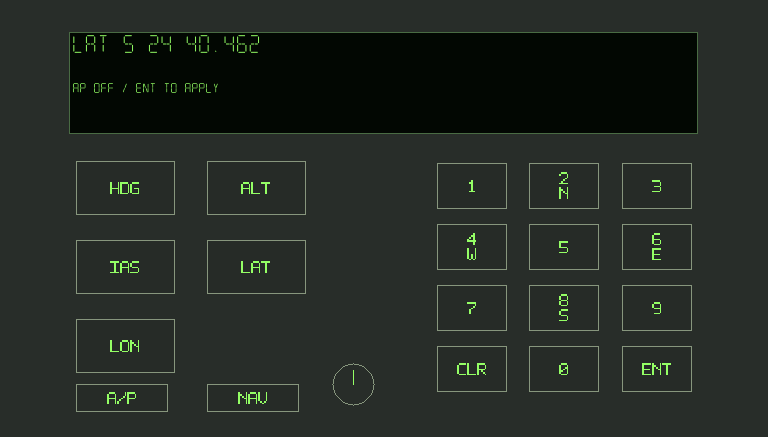 LAT S 24 40.462
AP OFF / ENT TO APPLY
HDG
ALT
1
2
N
3
IAS
LAT
4
W
5
6
E
LON
7
8
S
9
A/P
NAV
CLR
0
ENT